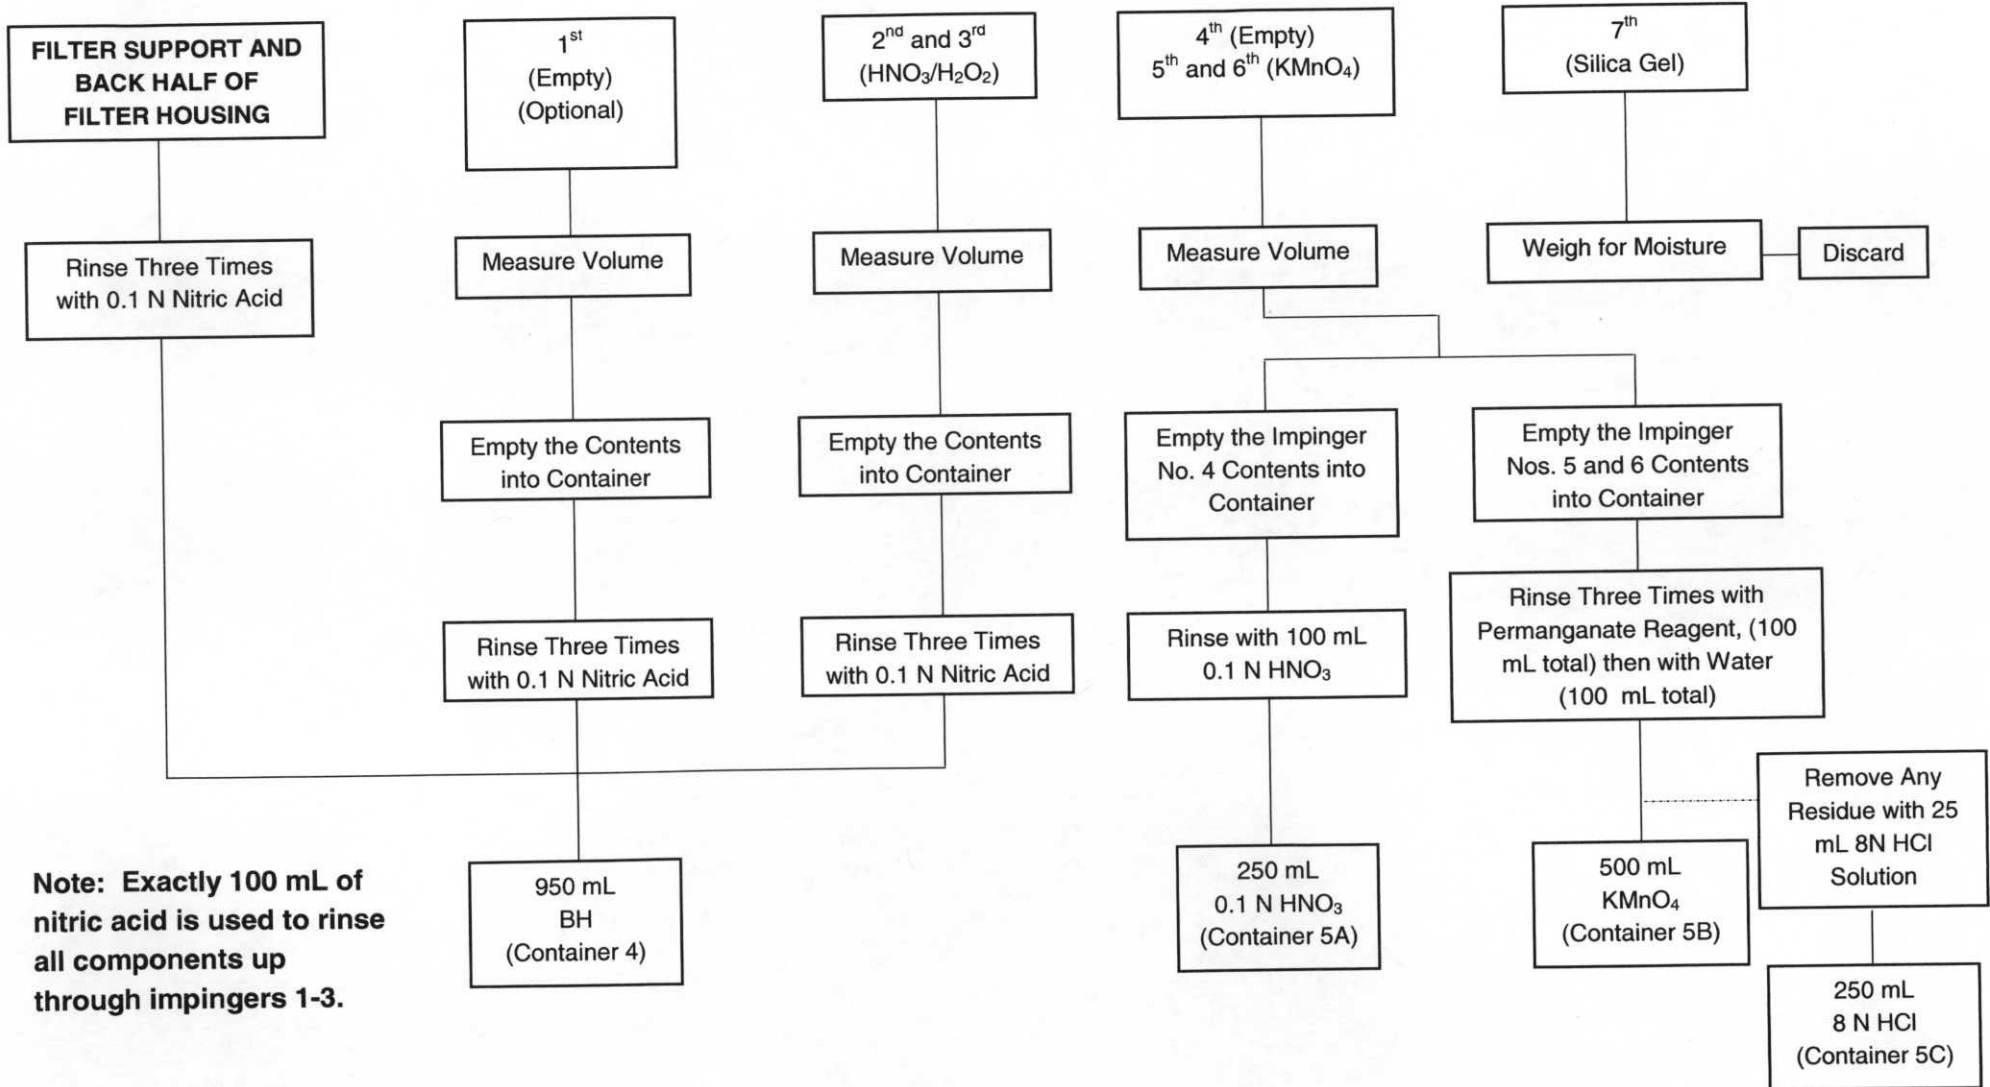 FILTER SUPPORT AND
BACK HALF OF
FILTER HOUSING
1st
(Empty)
(Optional)
2nd and 3rd
(HNO3/H2O2)
4th (Empty)
5th and 6th (KMnO4)
7th
(Silica Gel)
Rinse Three Times
with 0.1 N Nitric Acid
Measure Volume
Measure Volume
Measure Volume
Weigh for Moisture
Discard
Empty the Contents
into Container
Empty the Contents
into Container
Empty the Impinger
No. 4 Contents into
Container
Empty the Impinger
Nos. 5 and 6 Contents
into Container
Rinse Three Times
with 0.1 N Nitric Acid
Rinse Three Times
with 0.1 N Nitric Acid
Rinse with 100 mL
0.1 N HNO3
Rinse Three Times with
Permanganate Reagent, (100
mL total) then with Water
(100 mL total)
Remove Any
Residue with 25
mL 8N HCl
Solution
Note: Exactly 100 mL of
nitric acid is used to rinse
all components up
through impingers 1-3.
950 mL
BH
(Container 4)
250 mL
0.1 N HNO3
(Container 5A)
500 mL
KMnO4
(Container 5B)
250 mL
8 N HCl
(Container 5C)